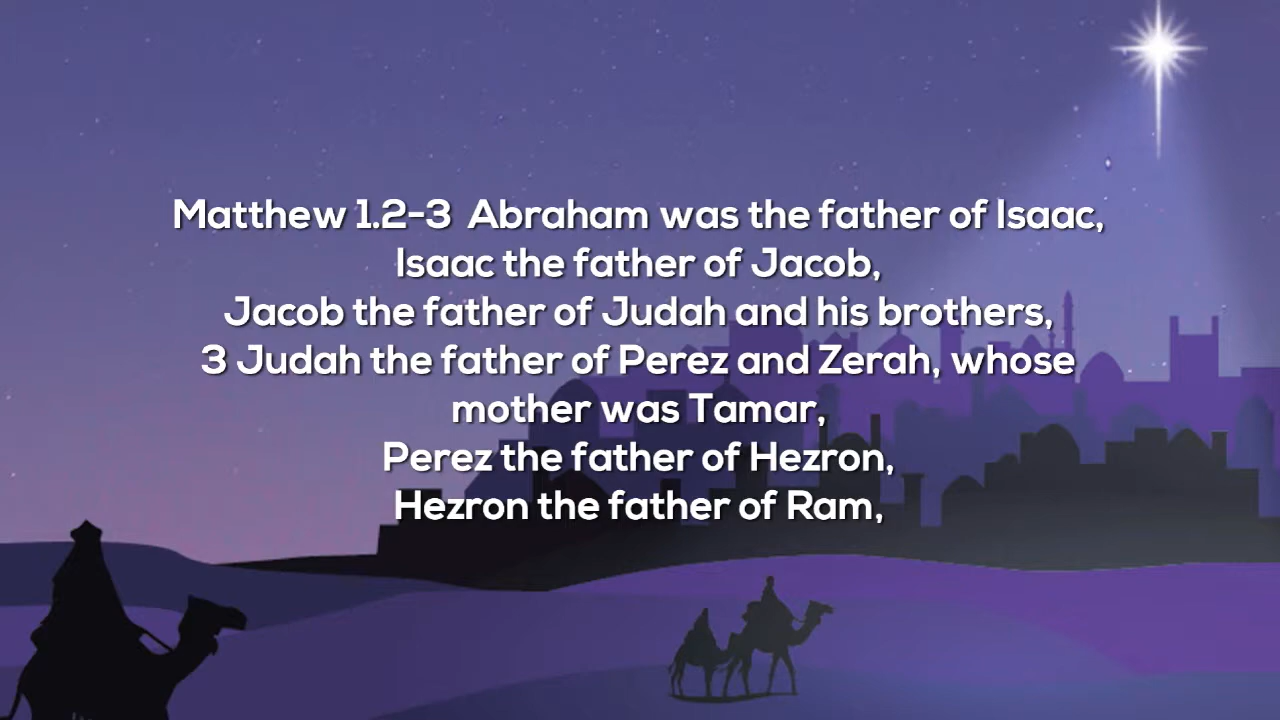 Matthew 1.2-3  Abraham was the father of Isaac,
Isaac the father of Jacob,
Jacob the father of Judah and his brothers,
3 Judah the father of Perez and Zerah, whose
mother was Tamar,
Perez the father of Hezron,
Hezron the father of Ram,